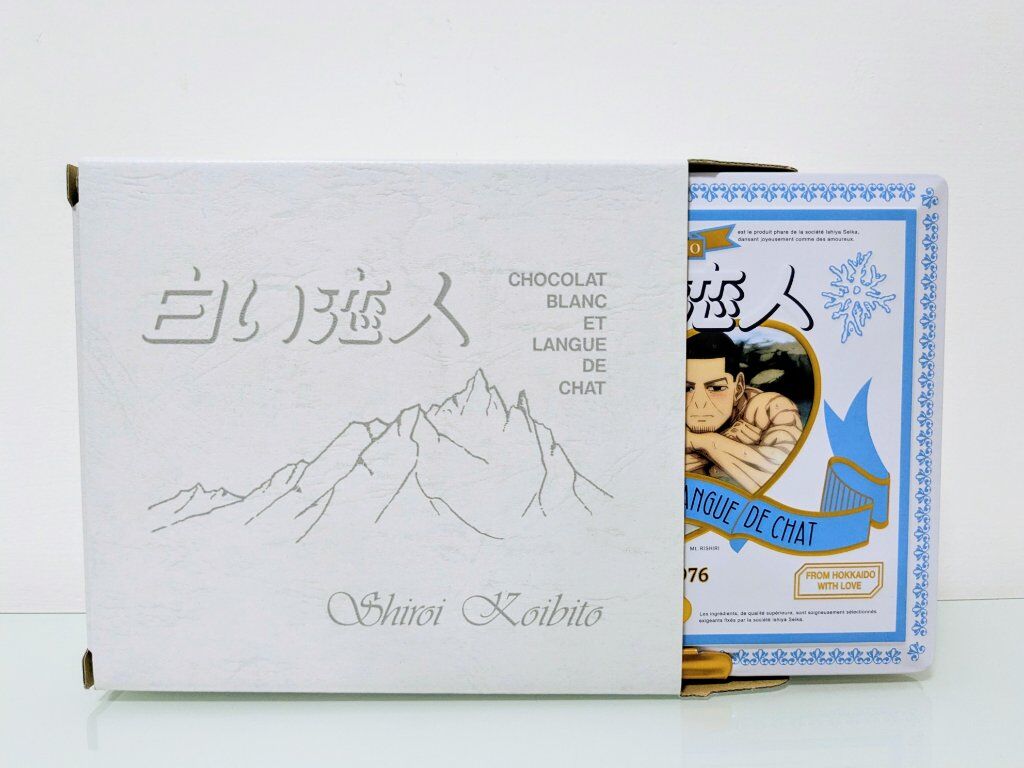 白い恋人
CHOCOLAT
BLANC
ET
LANGUE
DE
CHAT
Shiroi Koibito
est le produit phare de la société Ishiya Seika,
dansant joyeusement comme des amoureux.
恋人
LANGUE DE CHAT
Mt. RISHIRI
976
FROM HOKKAIDO
WITH LOVE
Les ingrédients, de qualité supérieure, sont soigneusement sélectionnés
exigeants fixés par la société Ishiya Seika.